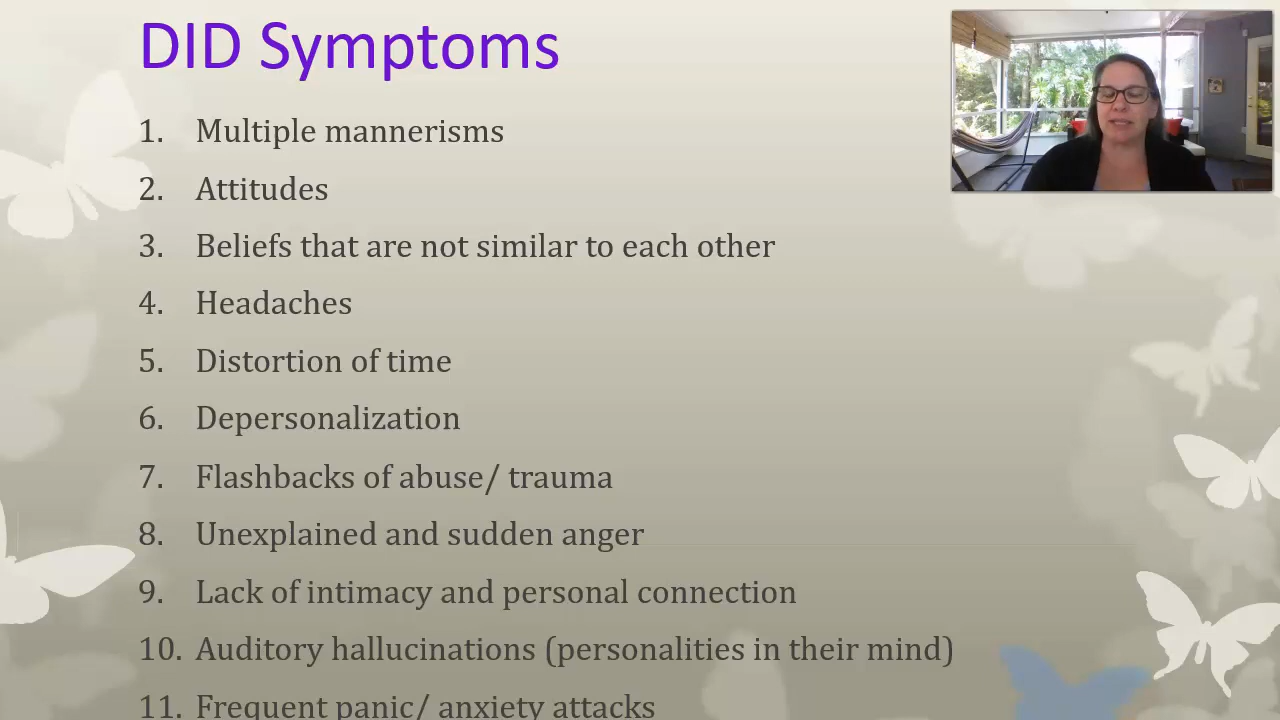 DID Symptoms
1. Multiple mannerisms
2. Attitudes
3. Beliefs that are not similar to each other
4. Headaches
5. Distortion of time
6. Depersonalization
7. Flashbacks of abuse/ trauma
8. Unexplained and sudden anger
9. Lack of intimacy and personal connection
10. Auditory hallucinations (personalities in their mind)
11. Frequent panic/ anxiety attacks